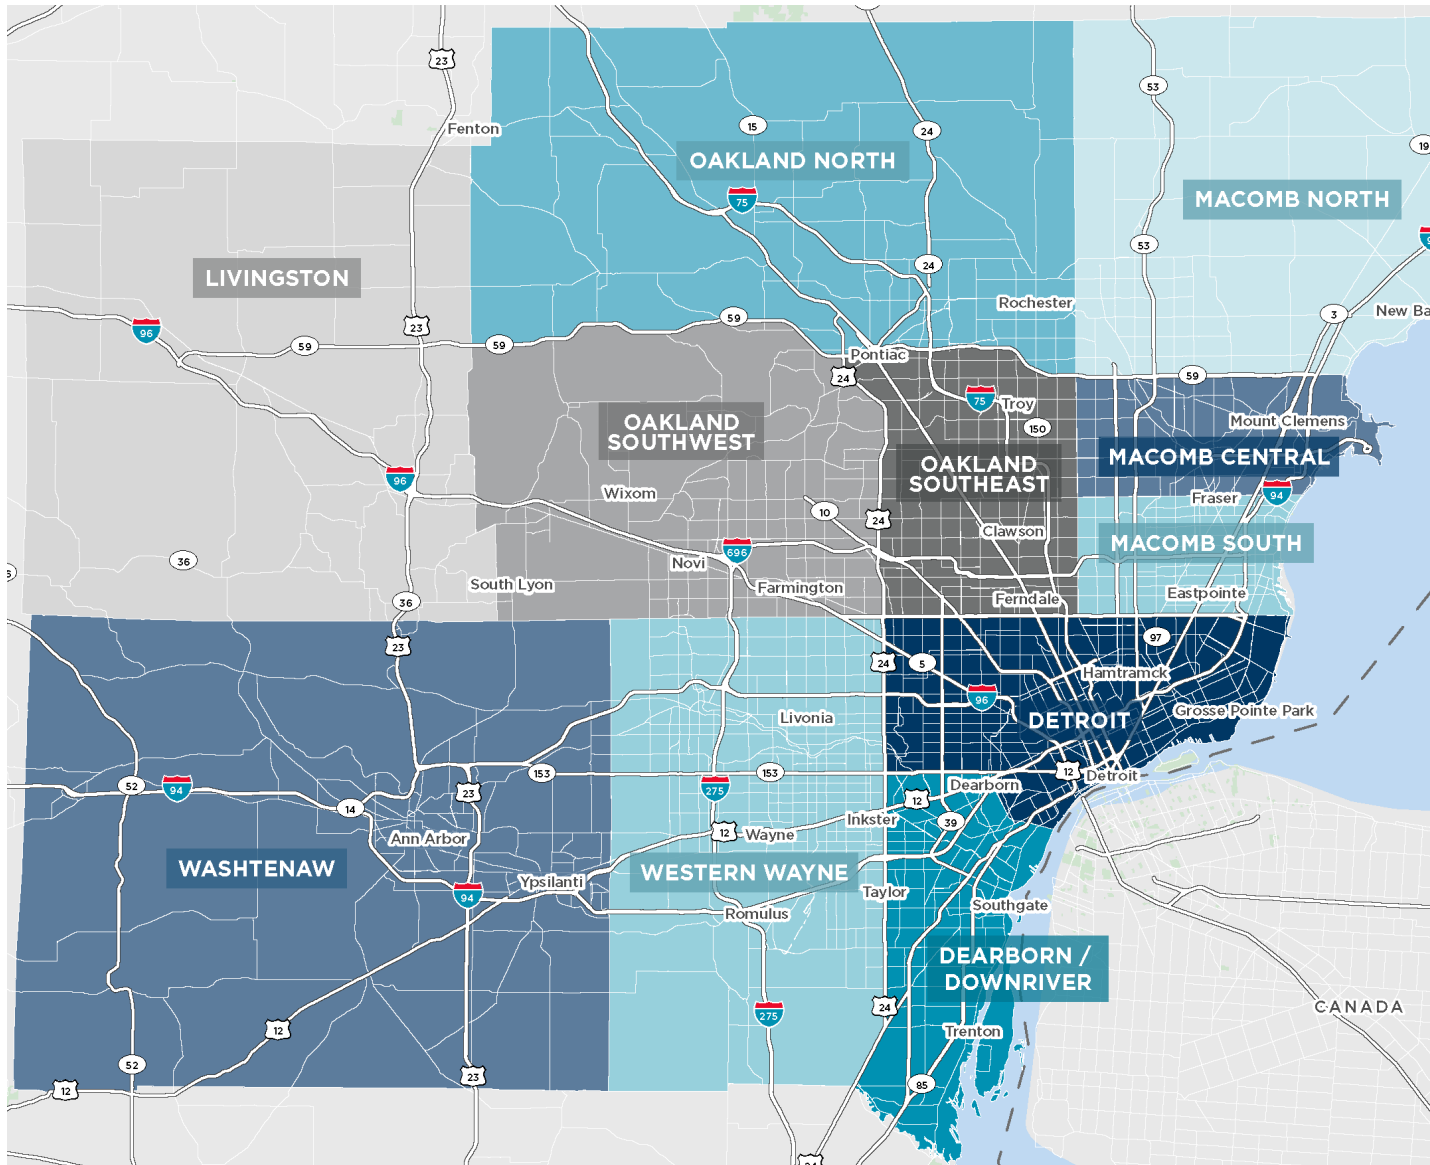 23
53
Fenton
15
24
19
OAKLAND NORTH
75
MACOMB NORTH
53
24
LIVINGSTON
Rochester
3
New Ba
59
96
23
59
59
Pontiac
24
59
75
Troy
150
OAKLAND
SOUTHWEST
Mount Clemens
MACOMB CENTRAL
OAKLAND
SOUTHEAST
96
Wixom
94
Fraser
10
24
Clawson
MACOMB SOUTH
696
36
Novi
South Lyon
Farmington
Ferndale
Eastpointe
36
23
97
24
5
Hamtramck
96
Grosse Pointe Park
Livonia
DETROIT
153
153
12
Detroit
52
94
23
275
Dearborn
14
12
39
Inkster
12
Wayne
Ann Arbor
WASHTENAW
WESTERN WAYNE
Ypsilanti
94
Taylor
Southgate
Romulus
DEARBORN /
DOWNRIVER
24
275
CANADA
12
Trenton
52
23
85
12
24